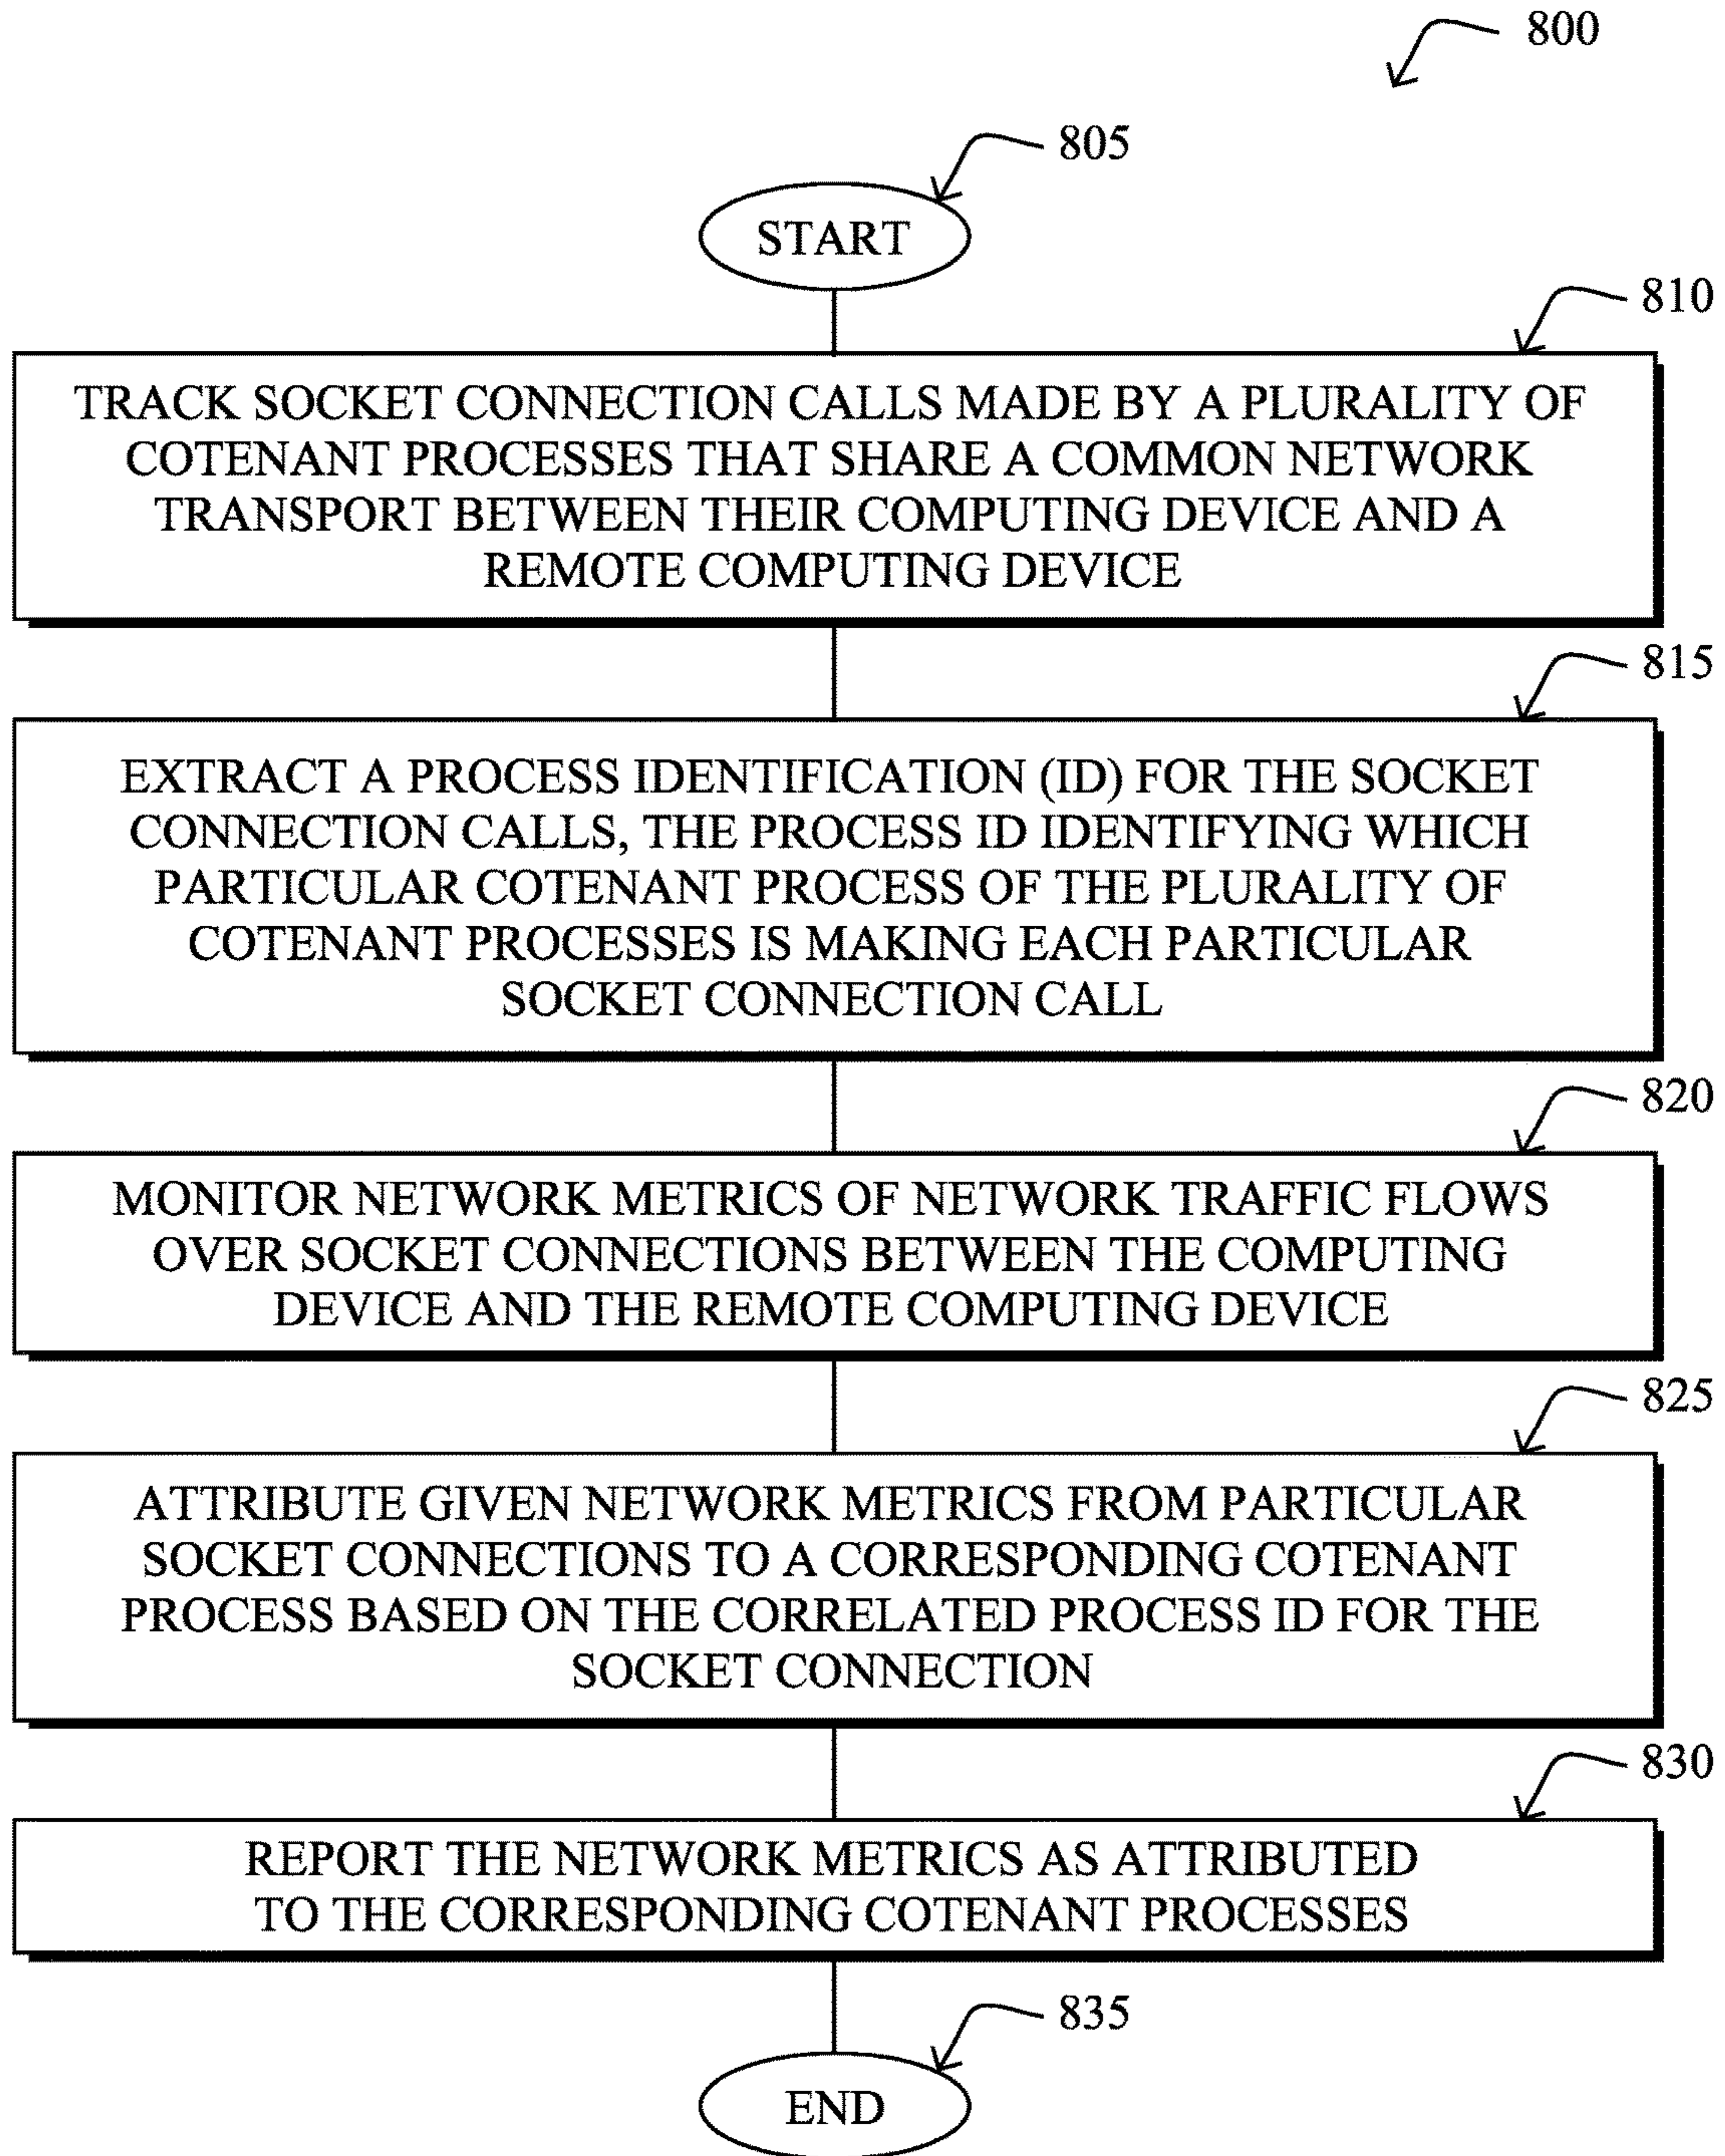 800
805
START
810
TRACK SOCKET CONNECTION CALLS MADE BY A PLURALITY OF
COTENANT PROCESSES THAT SHARE A COMMON NETWORK
TRANSPORT BETWEEN THEIR COMPUTING DEVICE AND A
REMOTE COMPUTING DEVICE
815
EXTRACT A PROCESS IDENTIFICATION (ID) FOR THE SOCKET
CONNECTION CALLS, THE PROCESS ID IDENTIFYING WHICH
PARTICULAR COTENANT PROCESS OF THE PLURALITY OF
COTENANT PROCESSES IS MAKING EACH PARTICULAR
SOCKET CONNECTION CALL
820
MONITOR NETWORK METRICS OF NETWORK TRAFFIC FLOWS
OVER SOCKET CONNECTIONS BETWEEN THE COMPUTING
DEVICE AND THE REMOTE COMPUTING DEVICE
825
ATTRIBUTE GIVEN NETWORK METRICS FROM PARTICULAR
SOCKET CONNECTIONS TO A CORRESPONDING COTENANT
PROCESS BASED ON THE CORRELATED PROCESS ID FOR THE
SOCKET CONNECTION
830
REPORT THE NETWORK METRICS AS ATTRIBUTED
TO THE CORRESPONDING COTENANT PROCESSES
835
END